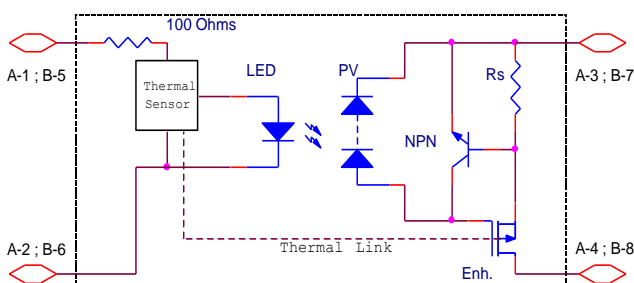 100 Ohms
A-1 ; B-5
Thermal
Sensor
LED
PV
Rs
A-3 ; B-7
NPN
A-2 ; B-6
Thermal Link
Enh.
A-4 ; B-8